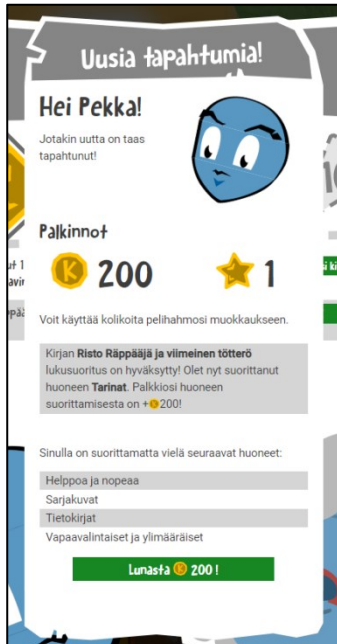 Uusia tapahtumia!
Hei Pekka!
Jotakin uutta on taas
tapahtunut!
Palkinnot
K 200 1
Voit käyttää kolikoita pelihahmosi muokkaukseen.
Kirjan Risto Räppääjä ja viimeinen tötterö
lukusuoritus on hyväksytty! Olet nyt suorittanut
huoneen Tarinat. Palkkiosi huoneen
suorittamisesta on +200!
Sinulla on suorittamatta vielä seuraavat huoneet:
Helppoa ja nopeaa
Sarjakuvat
Tietokirjat
Vapaavalintaiset ja ylimääräiset
Lunasta K 200 !